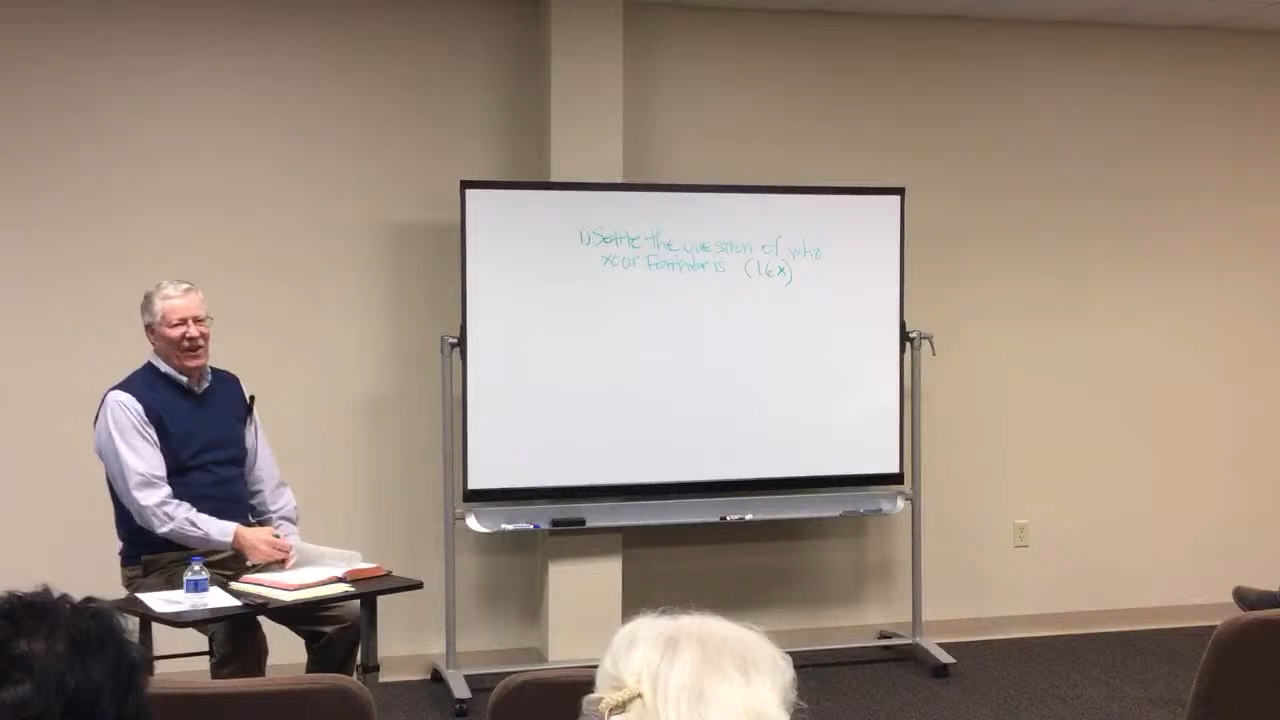 1) Settle the question of who
your Father is (16x)